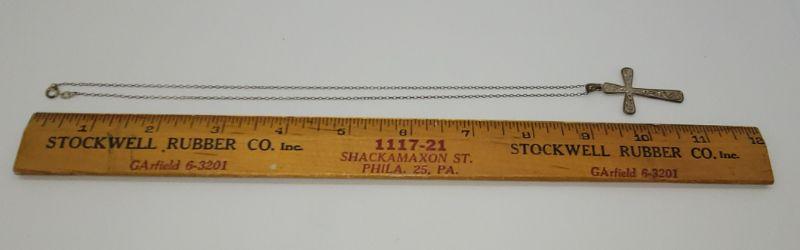 1 2 3 4 5 6 7 8 9 10 11 12
STOCKWELL RUBBER CO. Inc.
GArfield 6-3201
1117-21
SHACKAMAXON ST.
PHILA. 25, PA.
STOCKWELL RUBBER CO. Inc.
GArfield 6-3201